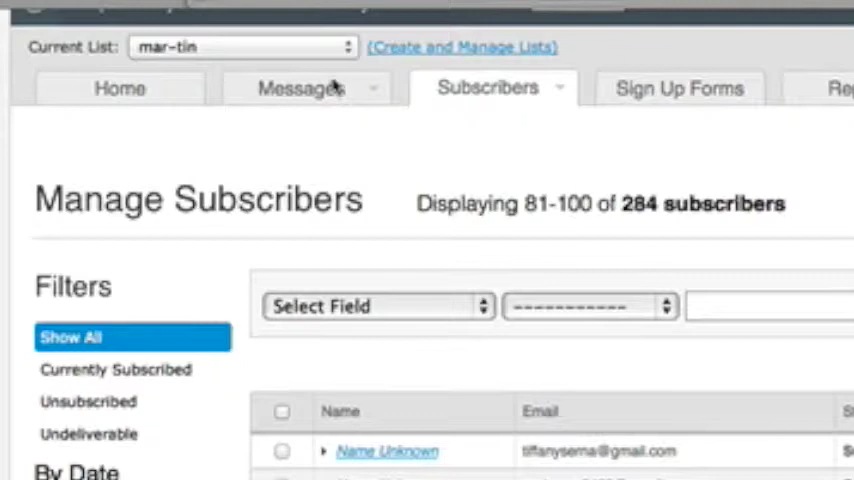 Current List: mar-tin (Create and Manage Lists)
Home Messages Subscribers Sign Up Forms Rep
Manage Subscribers Displaying 81-100 of 284 subscribers
Filters
Select Field -----------
Show All
Currently Subscribed
Unsubscribed
Name Email St
Undeliverable
Name Unknown tiffanyserna@gmail.com
By Date